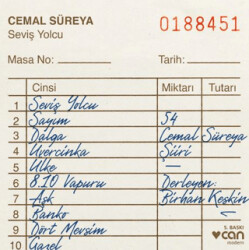 CEMAL SÜREYA
Seviş Yolcu
0188451
Masa No:
Tarih:
Cinsi Miktarı Tutarı
1 Seviş Yolcu
2 Sayım 54
3 Dalga Cemal Süreya
4 Üvercinka Şiiri
5 Ülke —
6 8.10 Vapuru Derleyen:
7 Aşk Birhan Keskin
8 Banko
9 Dört Mevsim
10 Gazel
5. BASKI
can